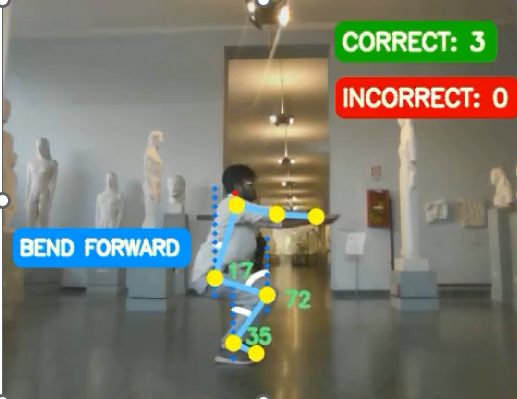 CORRECT: 3
INCORRECT: 0
BEND FORWARD
17
72
35